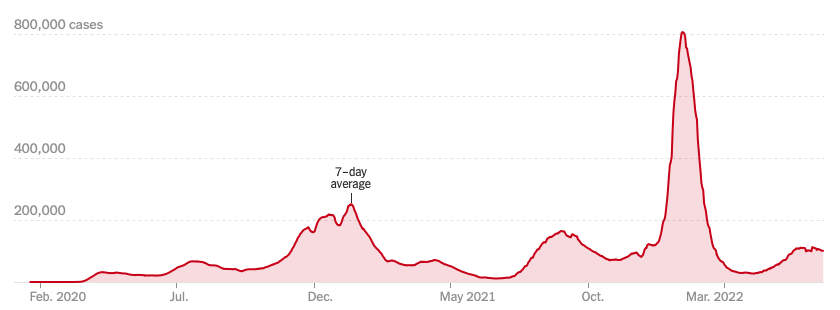 800,000 cases
600,000
400,000
7-day
average
200,000
Feb. 2020
Jul.
Dec.
May 2021
Oct.
Mar. 2022